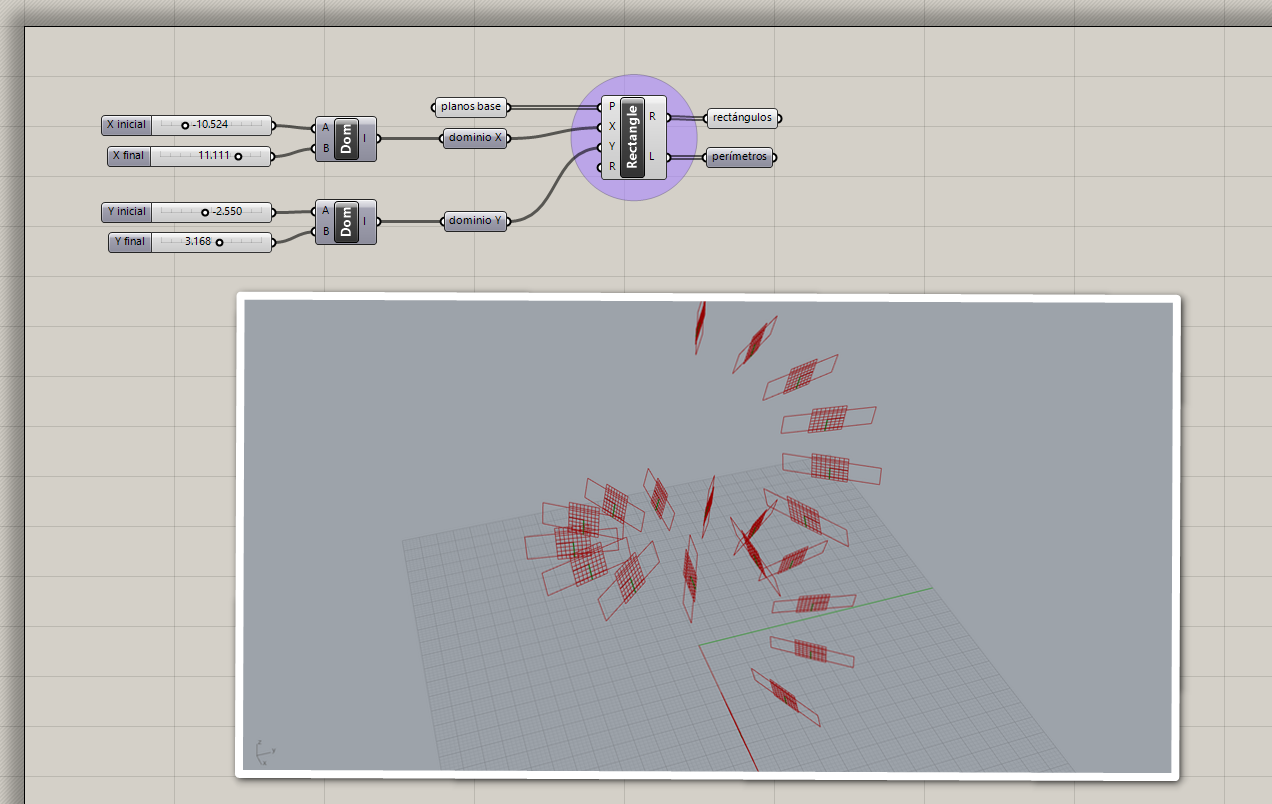 planos base
X inicial -10.524
X final 11.111
A
B
Dom
I
dominio X
P
X
Y
R
Rectangle
R
L
rectángulos
perímetros
Y inicial -2.550
Y final 3.168
A
B
Dom
I
dominio Y
z
y
x